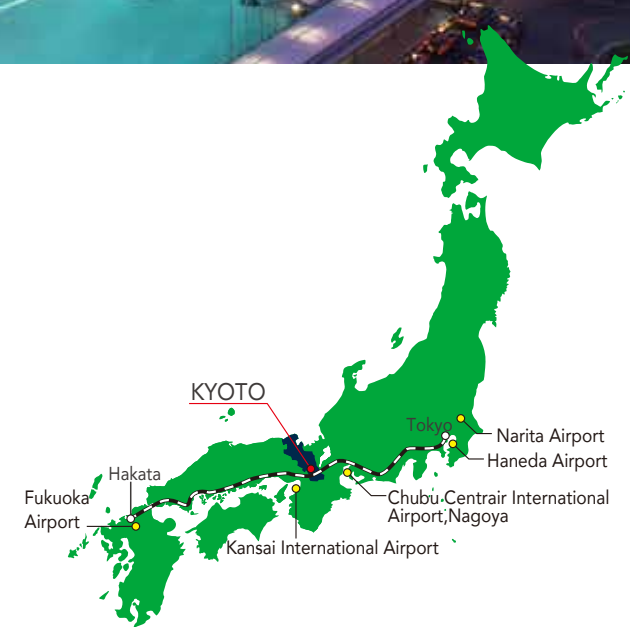 KYOTO
Tokyo
Narita Airport
Haneda Airport
Hakata
Fukuoka
Airport
Chubu Centrair International
Airport,Nagoya
Kansai International Airport